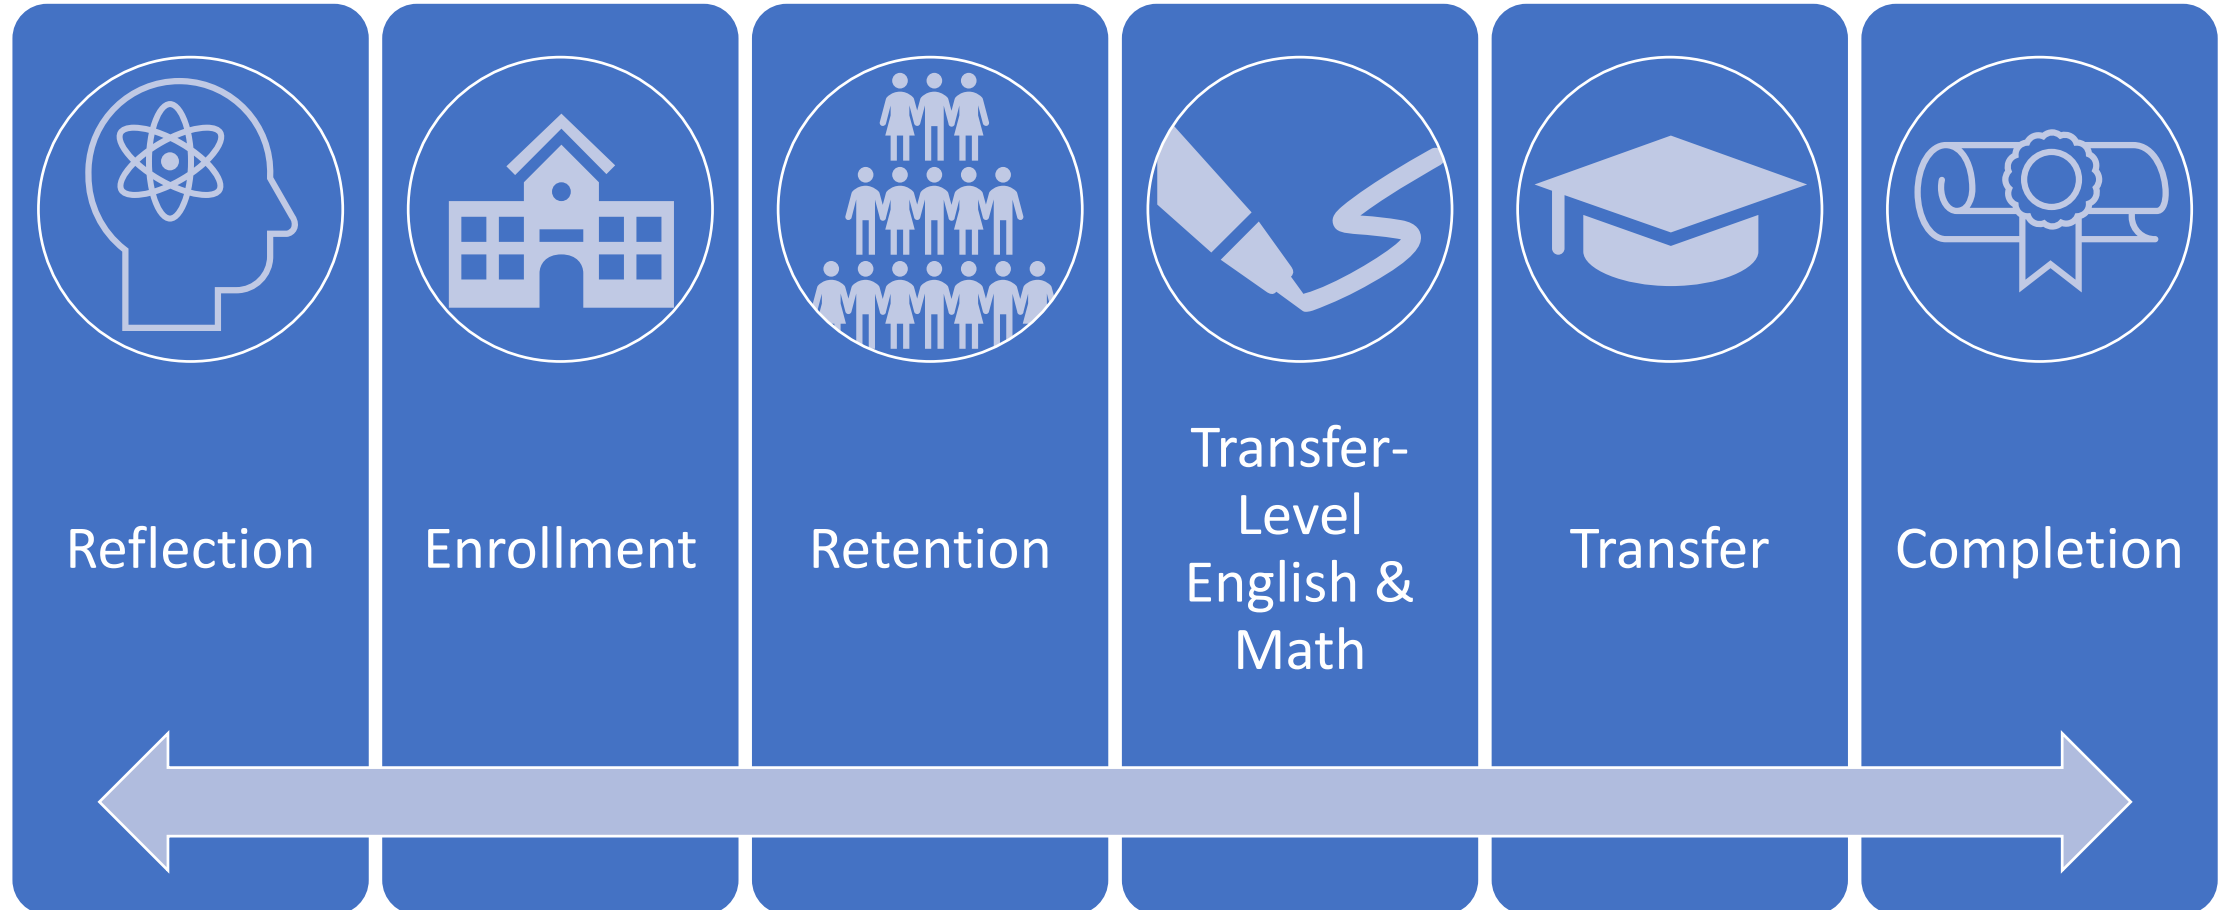 Reflection
Enrollment
Retention
Transfer-
Level
English &
Math
Transfer
Completion